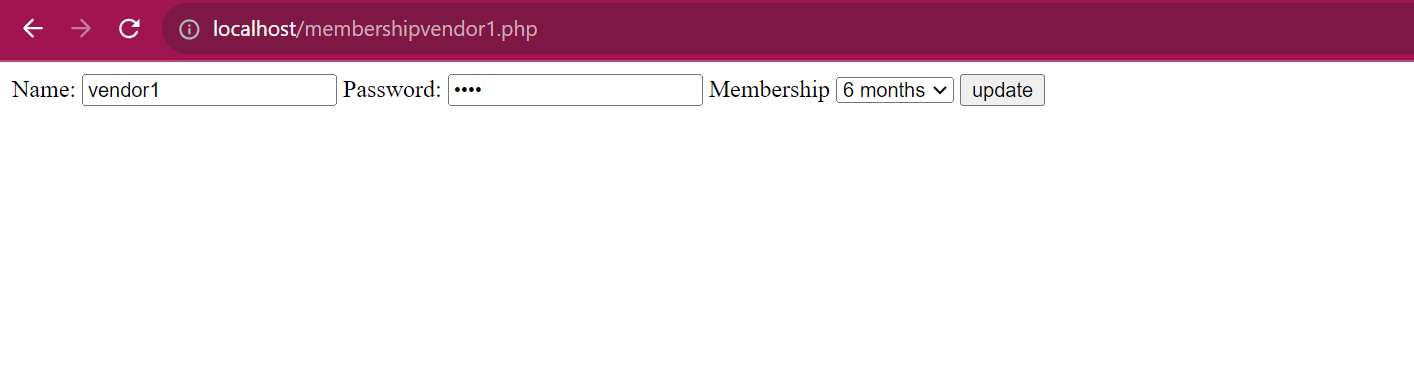 localhost/membershipvendor1.php
Name: vendor1 Password: •••• Membership 6 months update